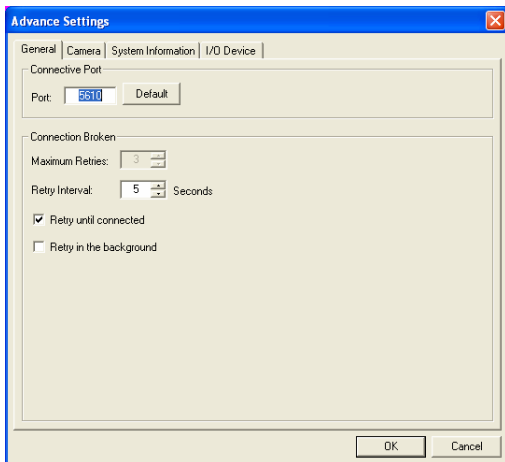 Advance Settings
General Camera System Information I/O Device
Connective Port
Port: 5610 Default
Connection Broken
Maximum Retries: 3
Retry Interval: 5 Seconds
Retry until connected
Retry in the background
OK Cancel